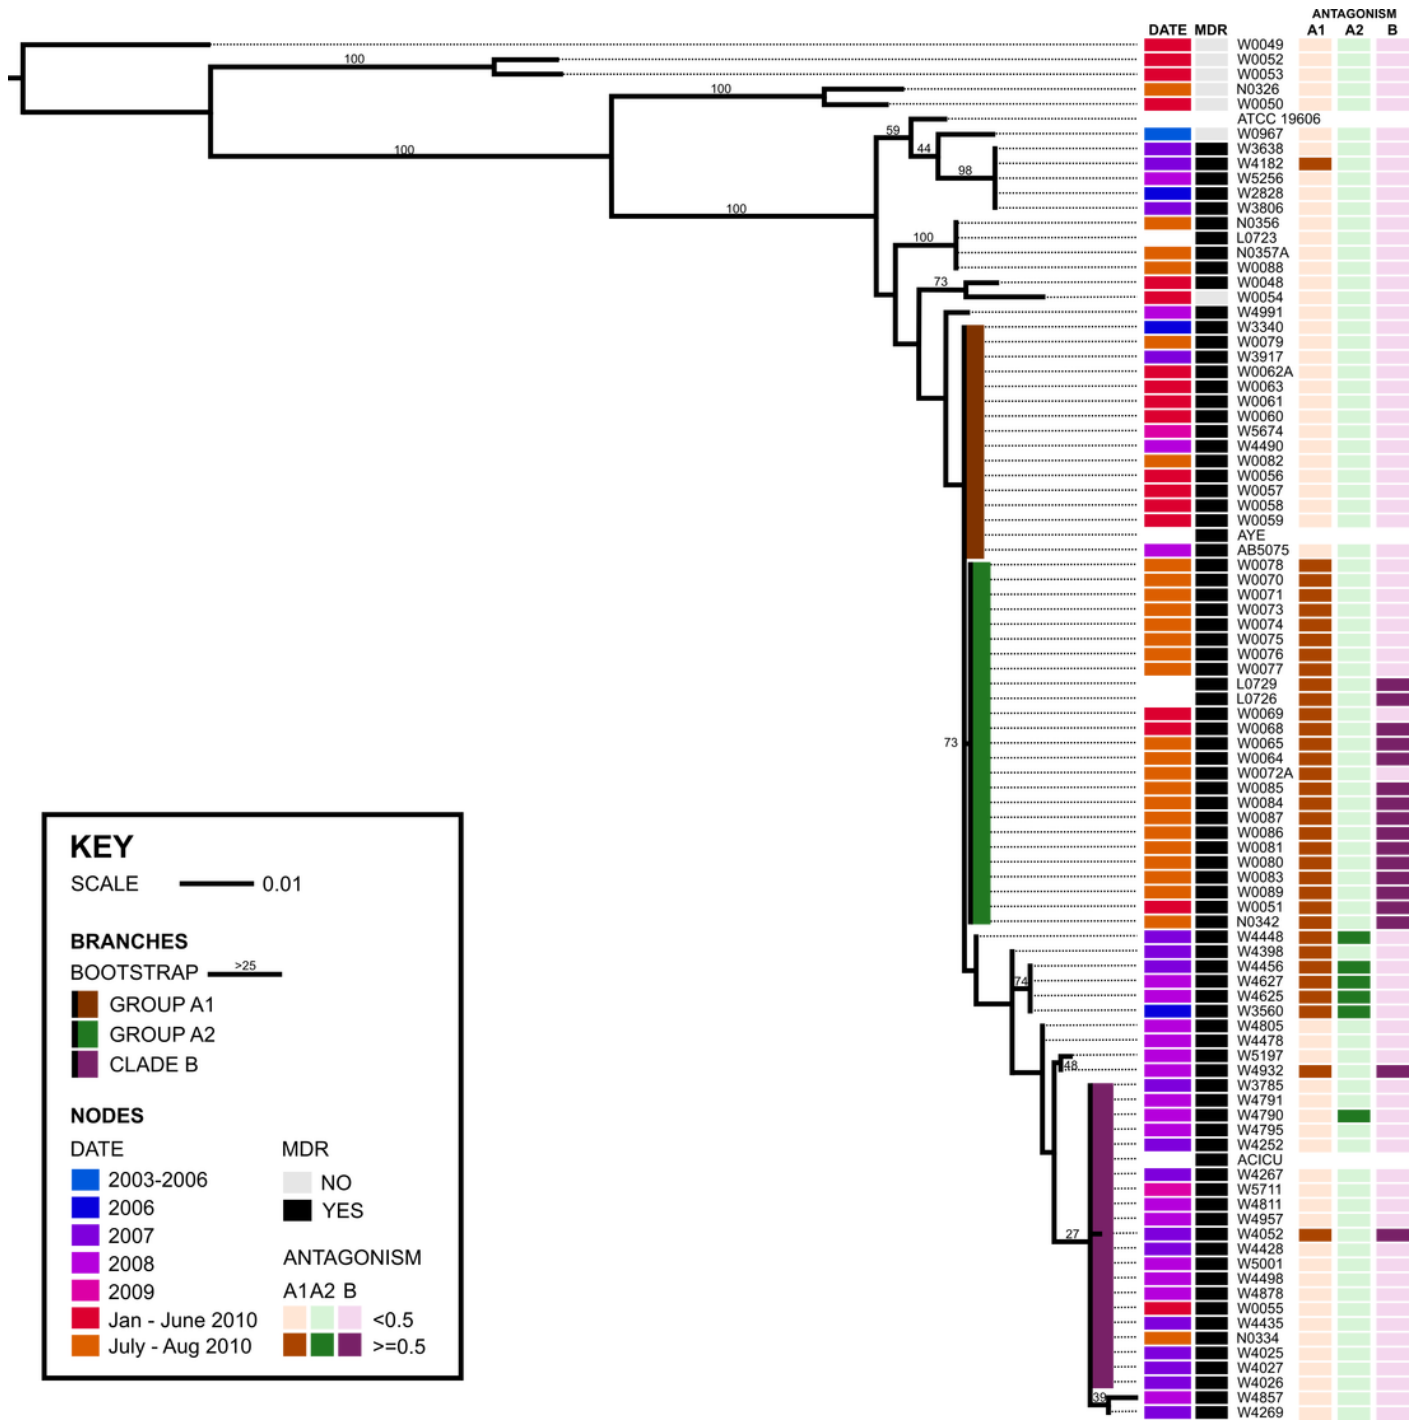 ANTAGONISM
DATE MDR A1 A2 B
W0049
100 W0052
W0053
100 N0326
W0050
ATCC 19606
59 W0967
44 W3638
W4182
98 W5256
W2828
100 W3806
N0356
100 L0723
N0357A
W0088
73 W0048
W0054
W4991
W3340
W0079
W3917
W0062A
W0063
W0061
W0060
W5674
W4490
W0082
W0056
W0057
W0058
W0059
AYE
AB5075
W0078
W0070
W0071
W0073
W0074
W0075
W0076
W0077
L0729
L0726
W0069
W0068
73 W0065
W0064
W0072A
W0085
W0084
W0087
W0086
W0081
W0080
W0083
W0089
W0051
N0342
W4448
W4398
W4456
74 W4627
W4625
W3560
W4805
W4478
W5197
48 W4932
W3785
W4791
W4790
W4795
W4252
ACICU
W4267
W5711
W4811
W4957
27 W4052
W4428
W5001
W4498
W4878
W0055
W4435
N0334
W4025
W4027
W4026
39 W4857
W4269
100
KEY
SCALE 0.01
BRANCHES
BOOTSTRAP >25
GROUP A1
GROUP A2
CLADE B
NODES
DATE MDR
2003-2006 NO
2006 YES
2007
2008 ANTAGONISM
2009 A1A2 B
Jan - June 2010 <0.5
July - Aug 2010 >=0.5